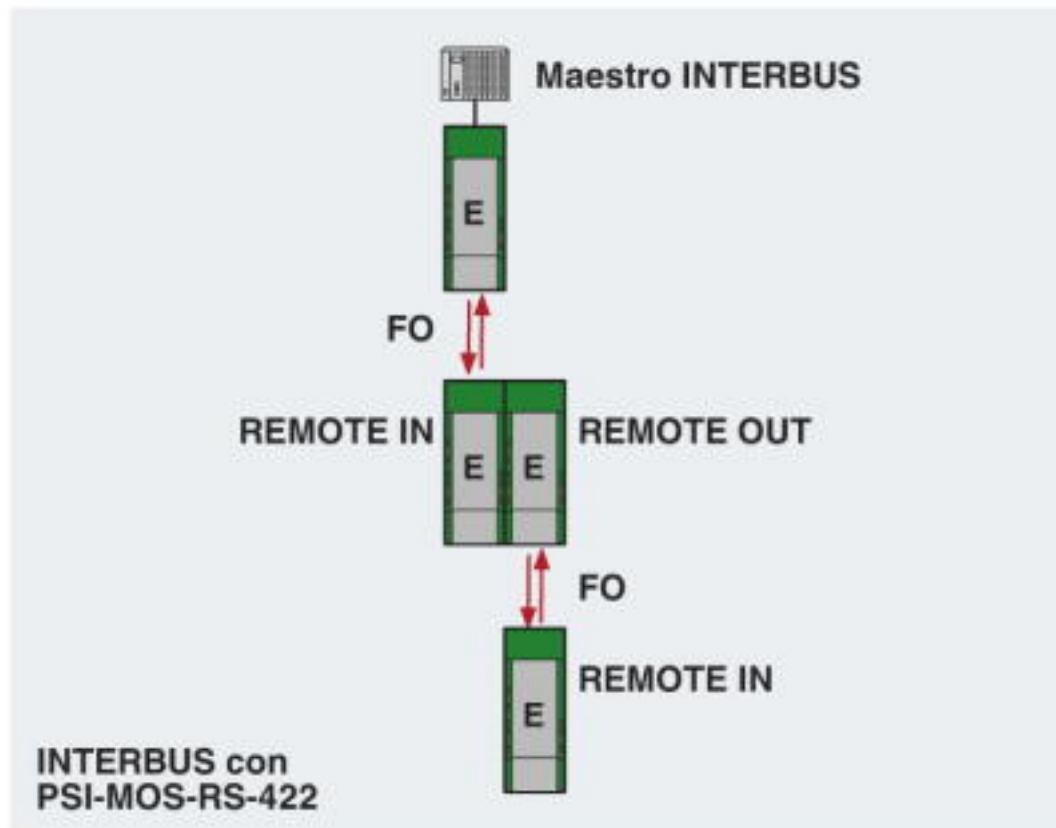 Maestro INTERBUS
E
FO
REMOTE IN
E
E
REMOTE OUT
FO
E
REMOTE IN
INTERBUS con
PSI-MOS-RS-422